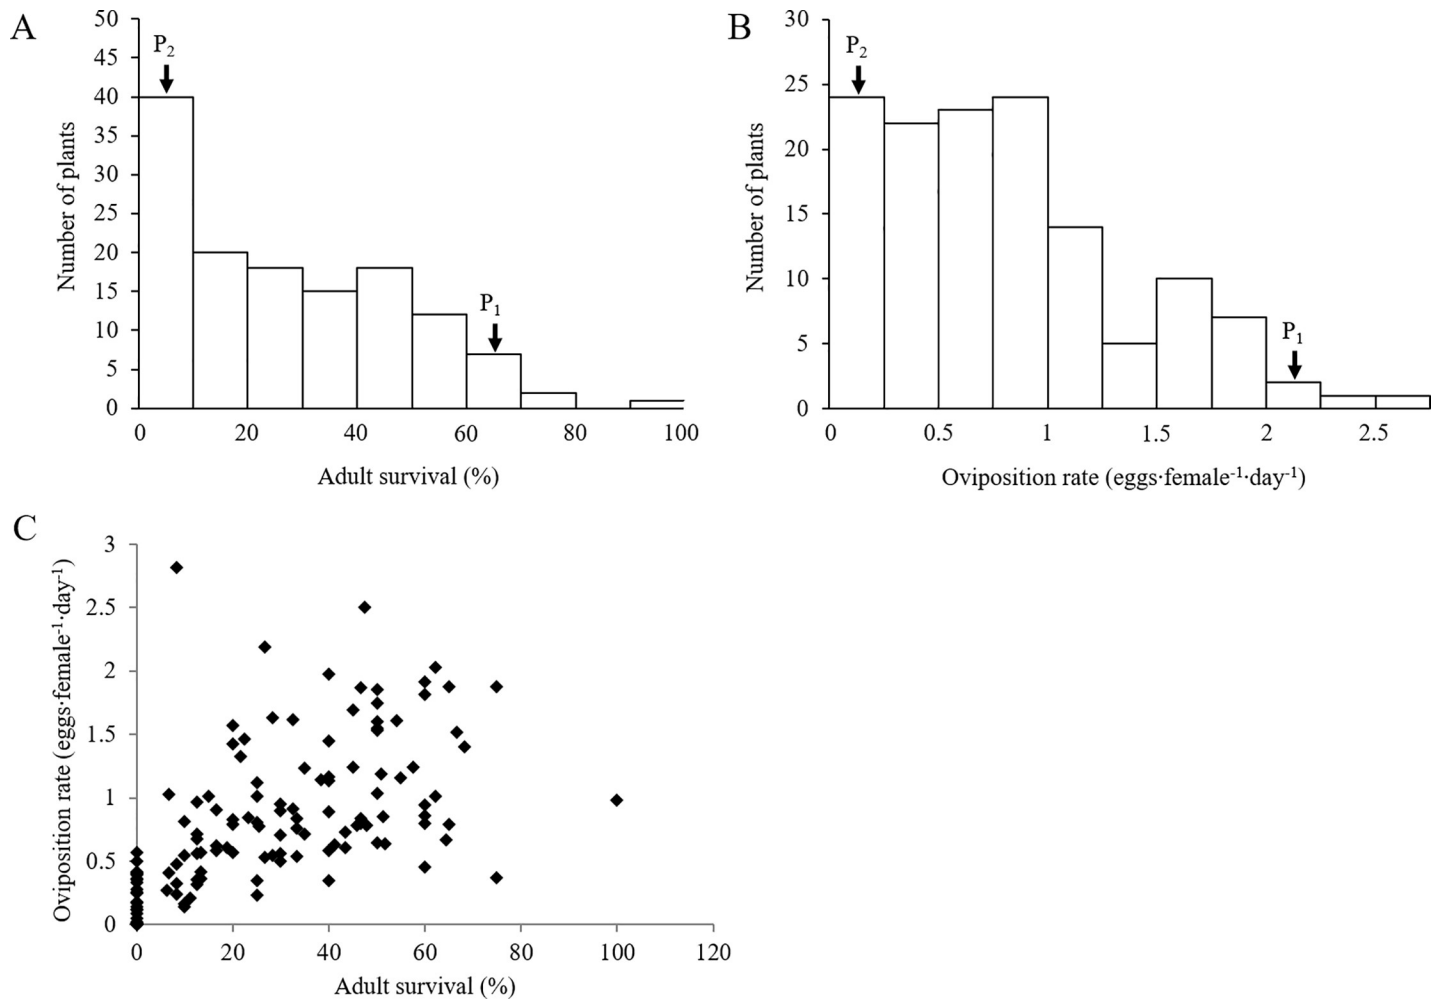 A
50
45
40
35
30
25
20
15
10
5
0
Number of plants
P2
P1
0 20 40 60 80 100
Adult survival (%)
B
30
25
20
15
10
5
0
Number of plants
P2
P1
0 0.5 1 1.5 2 2.5
Oviposition rate (eggs·female⁻¹·day⁻¹)
C
3
2.5
2
1.5
1
0.5
0
Oviposition rate (eggs·female⁻¹·day⁻¹)
0 20 40 60 80 100 120
Adult survival (%)